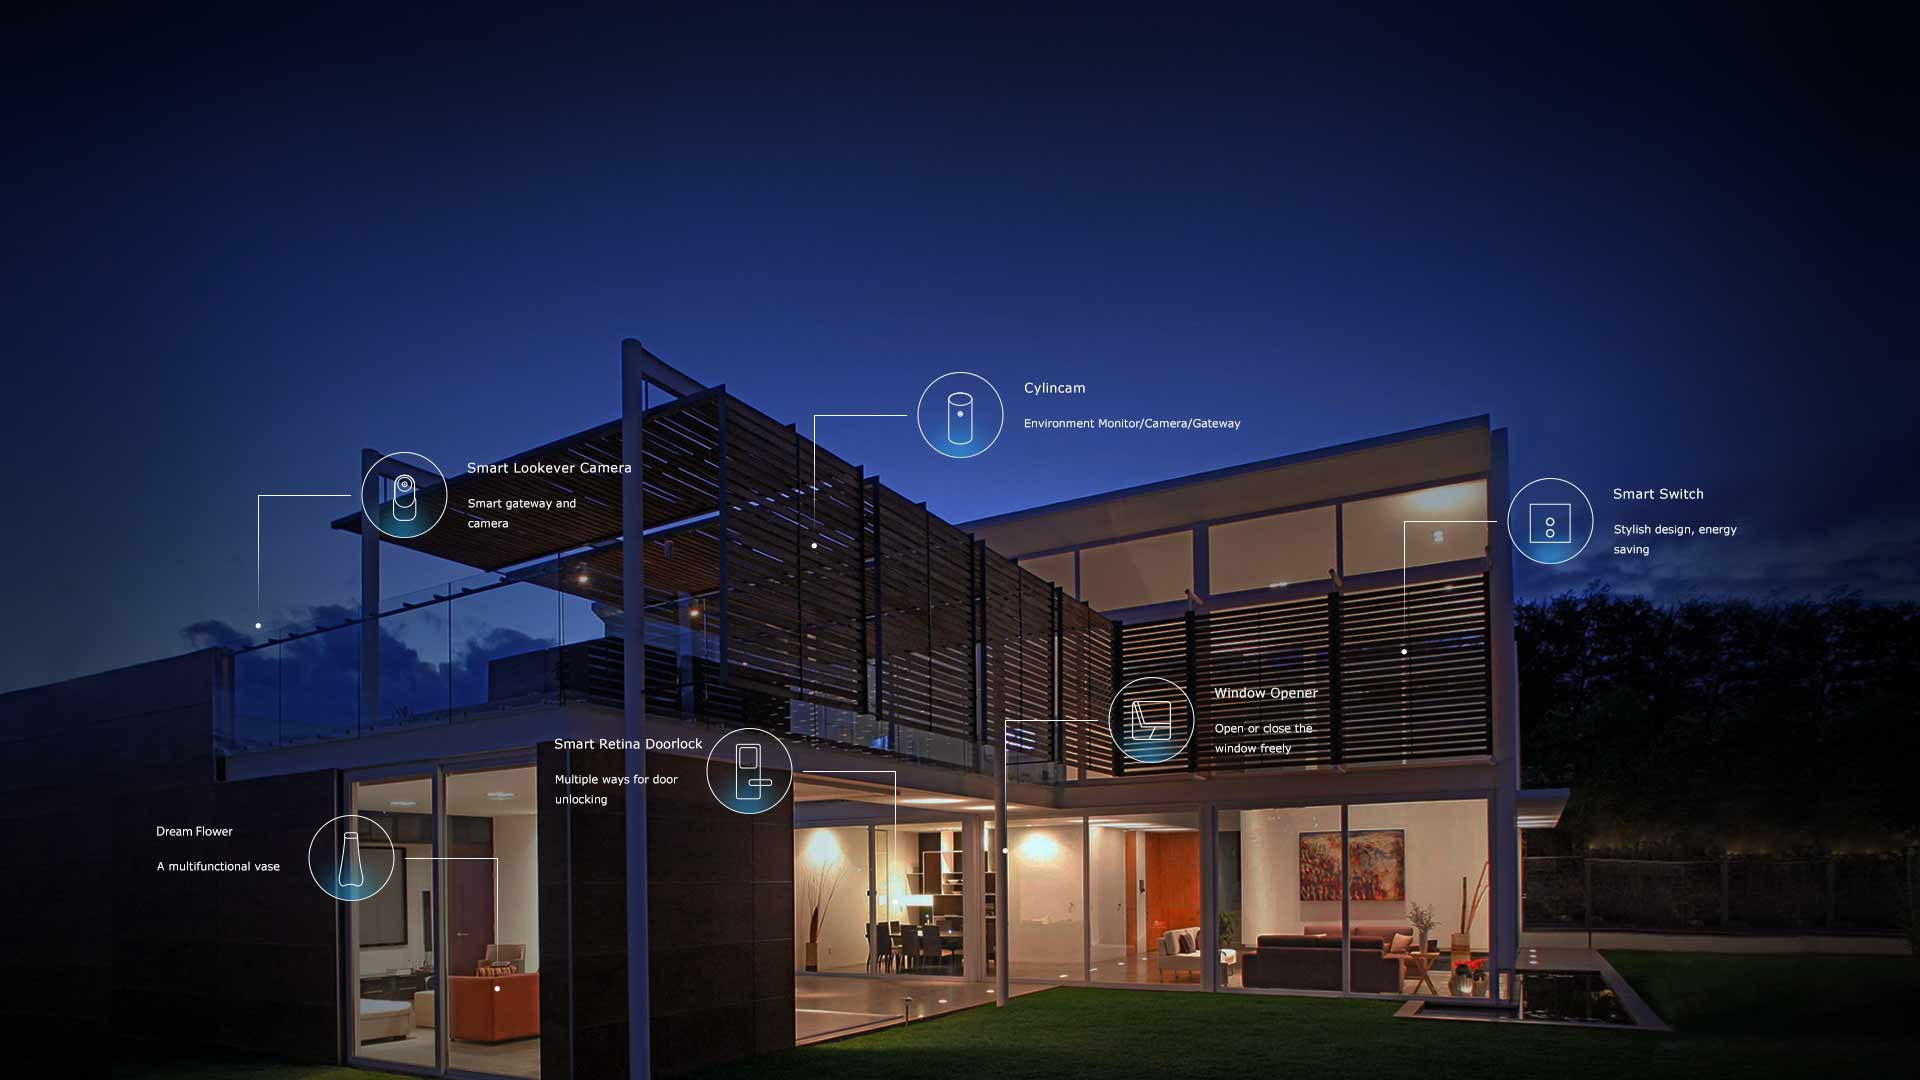 Cylincam
Environment Monitor/Camera/Gateway
Smart Lookever Camera
Smart gateway and
camera
Smart Switch
Stylish design, energy
saving
Window Opener
Open or close the
window freely
Smart Retina Doorlock
Multiple ways for door
unlocking
Dream Flower
A multifunctional vase